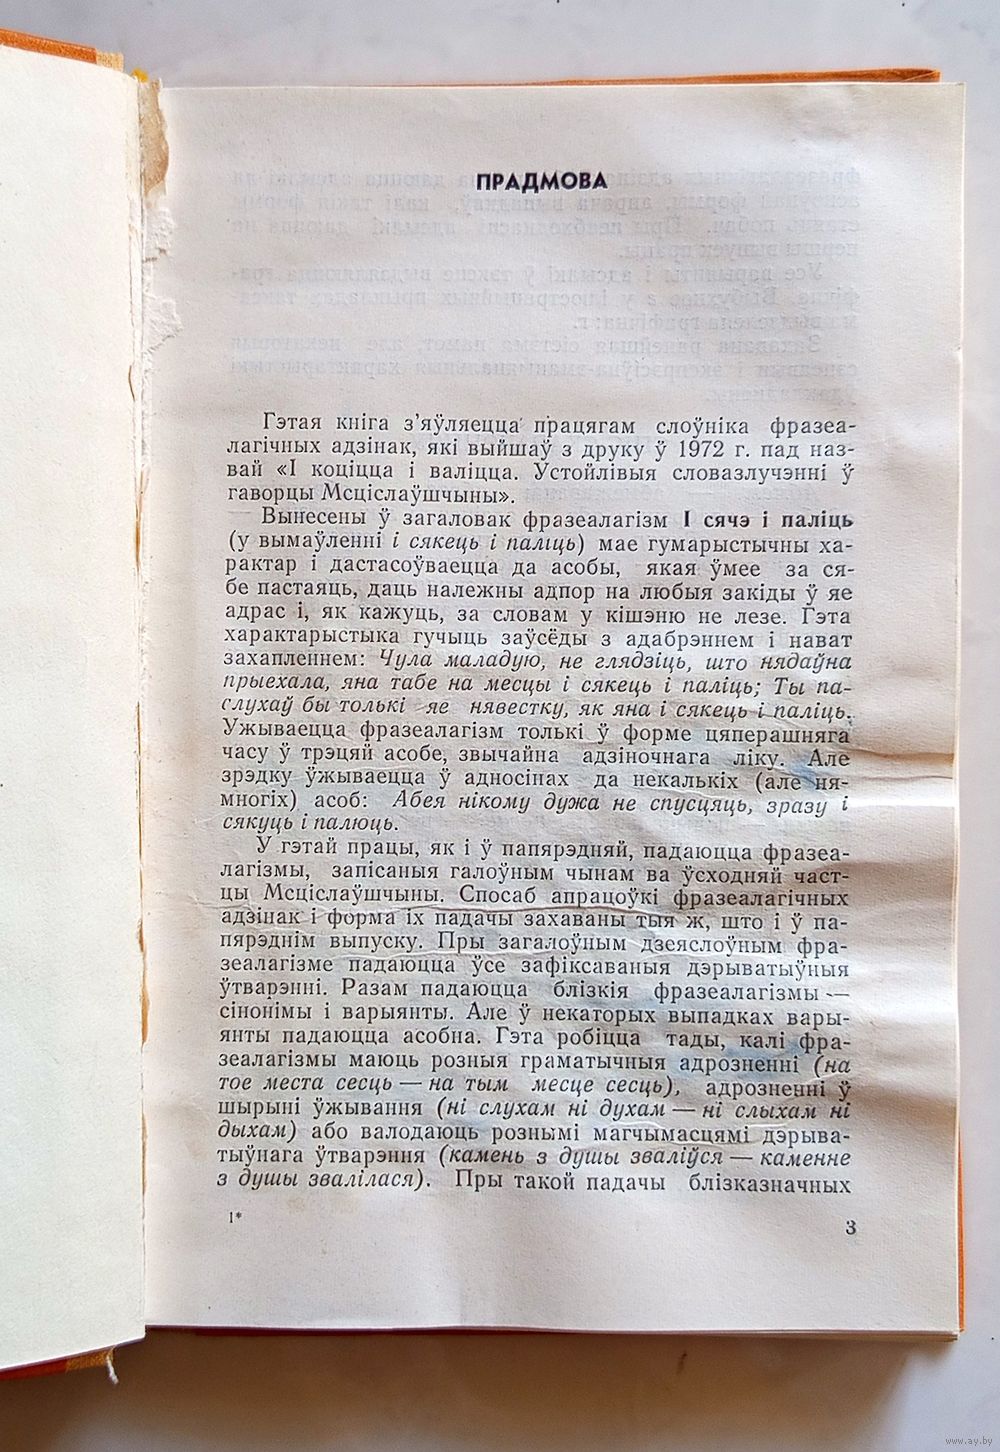 ПРАДМОВА
Гэтая кніга з'яўляецца працягам слоўніка фразеа-
лагічных адзінак, які выйшаў з друку ў 1972 г. пад наз-
вай «І коціцца і валіцца. Устойлівыя словазлучэнні ў
гаворцы Мсціслаўшчыны».
Вынесены ў загаловак фразеалагізм І сячэ і паліць
(у вымаўленні і сякець і паліць) мае гумарыстычны ха-
рактар і дастасоўваецца да асобы, якая ўмее за ся-
бе пастаяць, даць належны адпор на любыя закіды ў яе
адрас і, як кажуць, за словам у кішэню не лезе. Гэта
характарыстыка гучыць заўсёды з адабрэннем і нават
захапленнем: Чула маладую, не глядзіць, што нядаўна
прыехала, яна табе на месцы і сякець і паліць; Ты па-
слухаў бы толькі яе нявестку, як яна і сякець і паліць.
Ужываецца фразеалагізм толькі ў форме цяперашняга
часу ў трэцяй асобе, звычайна адзіночнага ліку. Але
зрэдку ўжываецца ў адносінах да некалькіх (але ня-
многіх) асоб: Абея нікому дужа не спусцяць, зразу і
сякуць і палюць.
У гэтай працы, як і ў папярэдняй, падаюцца фразеа-
лагізмы, запісаныя галоўным чынам ва ўсходняй част-
цы Мсціслаўшчыны. Спосаб апрацоўкі фразеалагічных
адзінак і форма іх падачы захаваны тыя ж, што і ў па-
пярэднім выпуску. Пры загалоўным дзеяслоўным фра-
зеалагізме падаюцца ўсе зафіксаваныя дэрыватыўныя
ўтварэнні. Разам падаюцца блізкія фразеалагізмы —
сінонімы і варыянты. Але ў некаторых выпадках вары-
янты падаюцца асобна. Гэта робіцца тады, калі фра-
зеалагізмы маюць розныя граматычныя адрозненні (на
тое места сесць — на тым месце сесць), адрозненні ў
шырыні ўжывання (ні слухам ні духам — ні слыхам ні
дыхам) або валодаюць рознымі магчымасцямі дэрыва-
тыўнага ўтварэння (камень з душы зваліўся — каменне
з душы звалілася). Пры такой падачы блізказначных
1*
3
www.ay.by